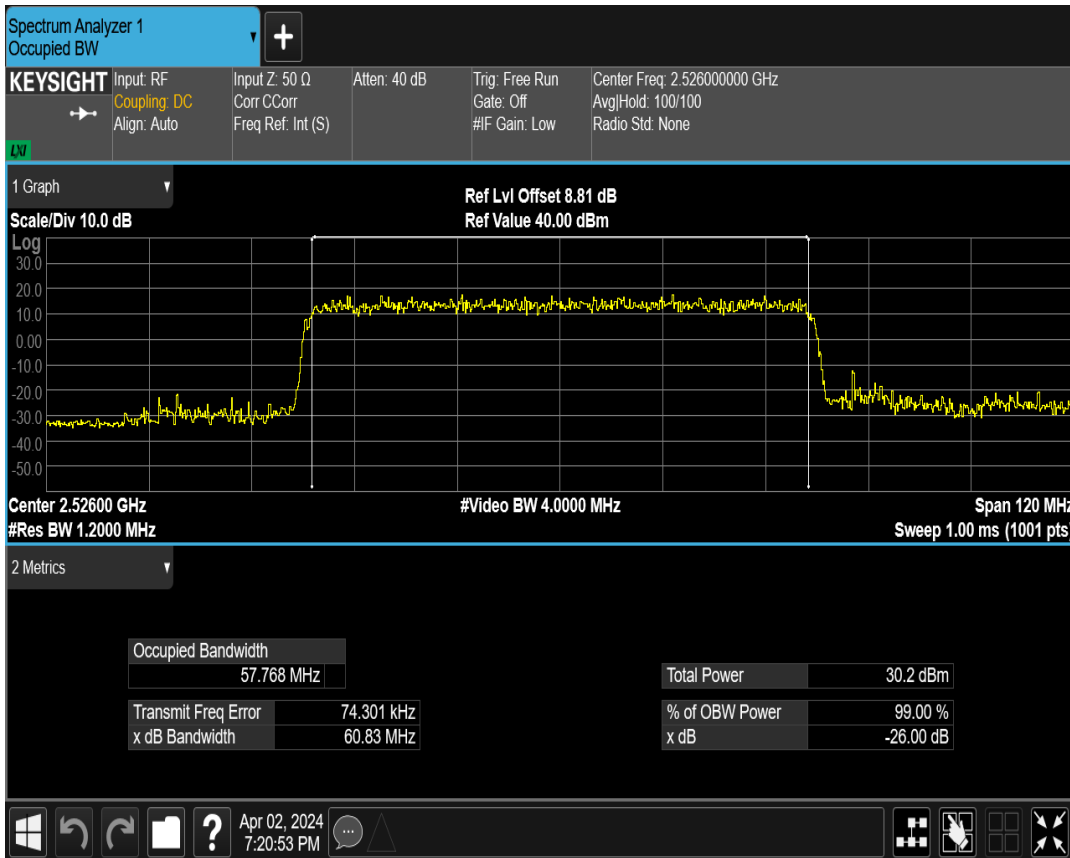 Spectrum Analyzer 1
Occupied BW
+
KEYSIGHT
LXI
Input: RF
Coupling: DC
Align: Auto
Input Z: 50 Ω
Corr CCorr
Freq Ref: Int (S)
Atten: 40 dB
Trig: Free Run
Gate: Off
#IF Gain: Low
Center Freq: 2.526000000 GHz
Avg|Hold: 100/100
Radio Std: None
1 Graph
Scale/Div 10.0 dB
Ref Lvl Offset 8.81 dB
Ref Value 40.00 dBm
Log
30.0
20.0
10.0
0.00
-10.0
-20.0
-30.0
-40.0
-50.0
Center 2.52600 GHz
#Video BW 4.0000 MHz
Span 120 MHz
#Res BW 1.2000 MHz
Sweep 1.00 ms (1001 pts)
2 Metrics
Occupied Bandwidth
57.768 MHz
Total Power 30.2 dBm
Transmit Freq Error 74.301 kHz
% of OBW Power 99.00 %
x dB Bandwidth 60.83 MHz
x dB -26.00 dB
?
Apr 02, 2024
7:20:53 PM